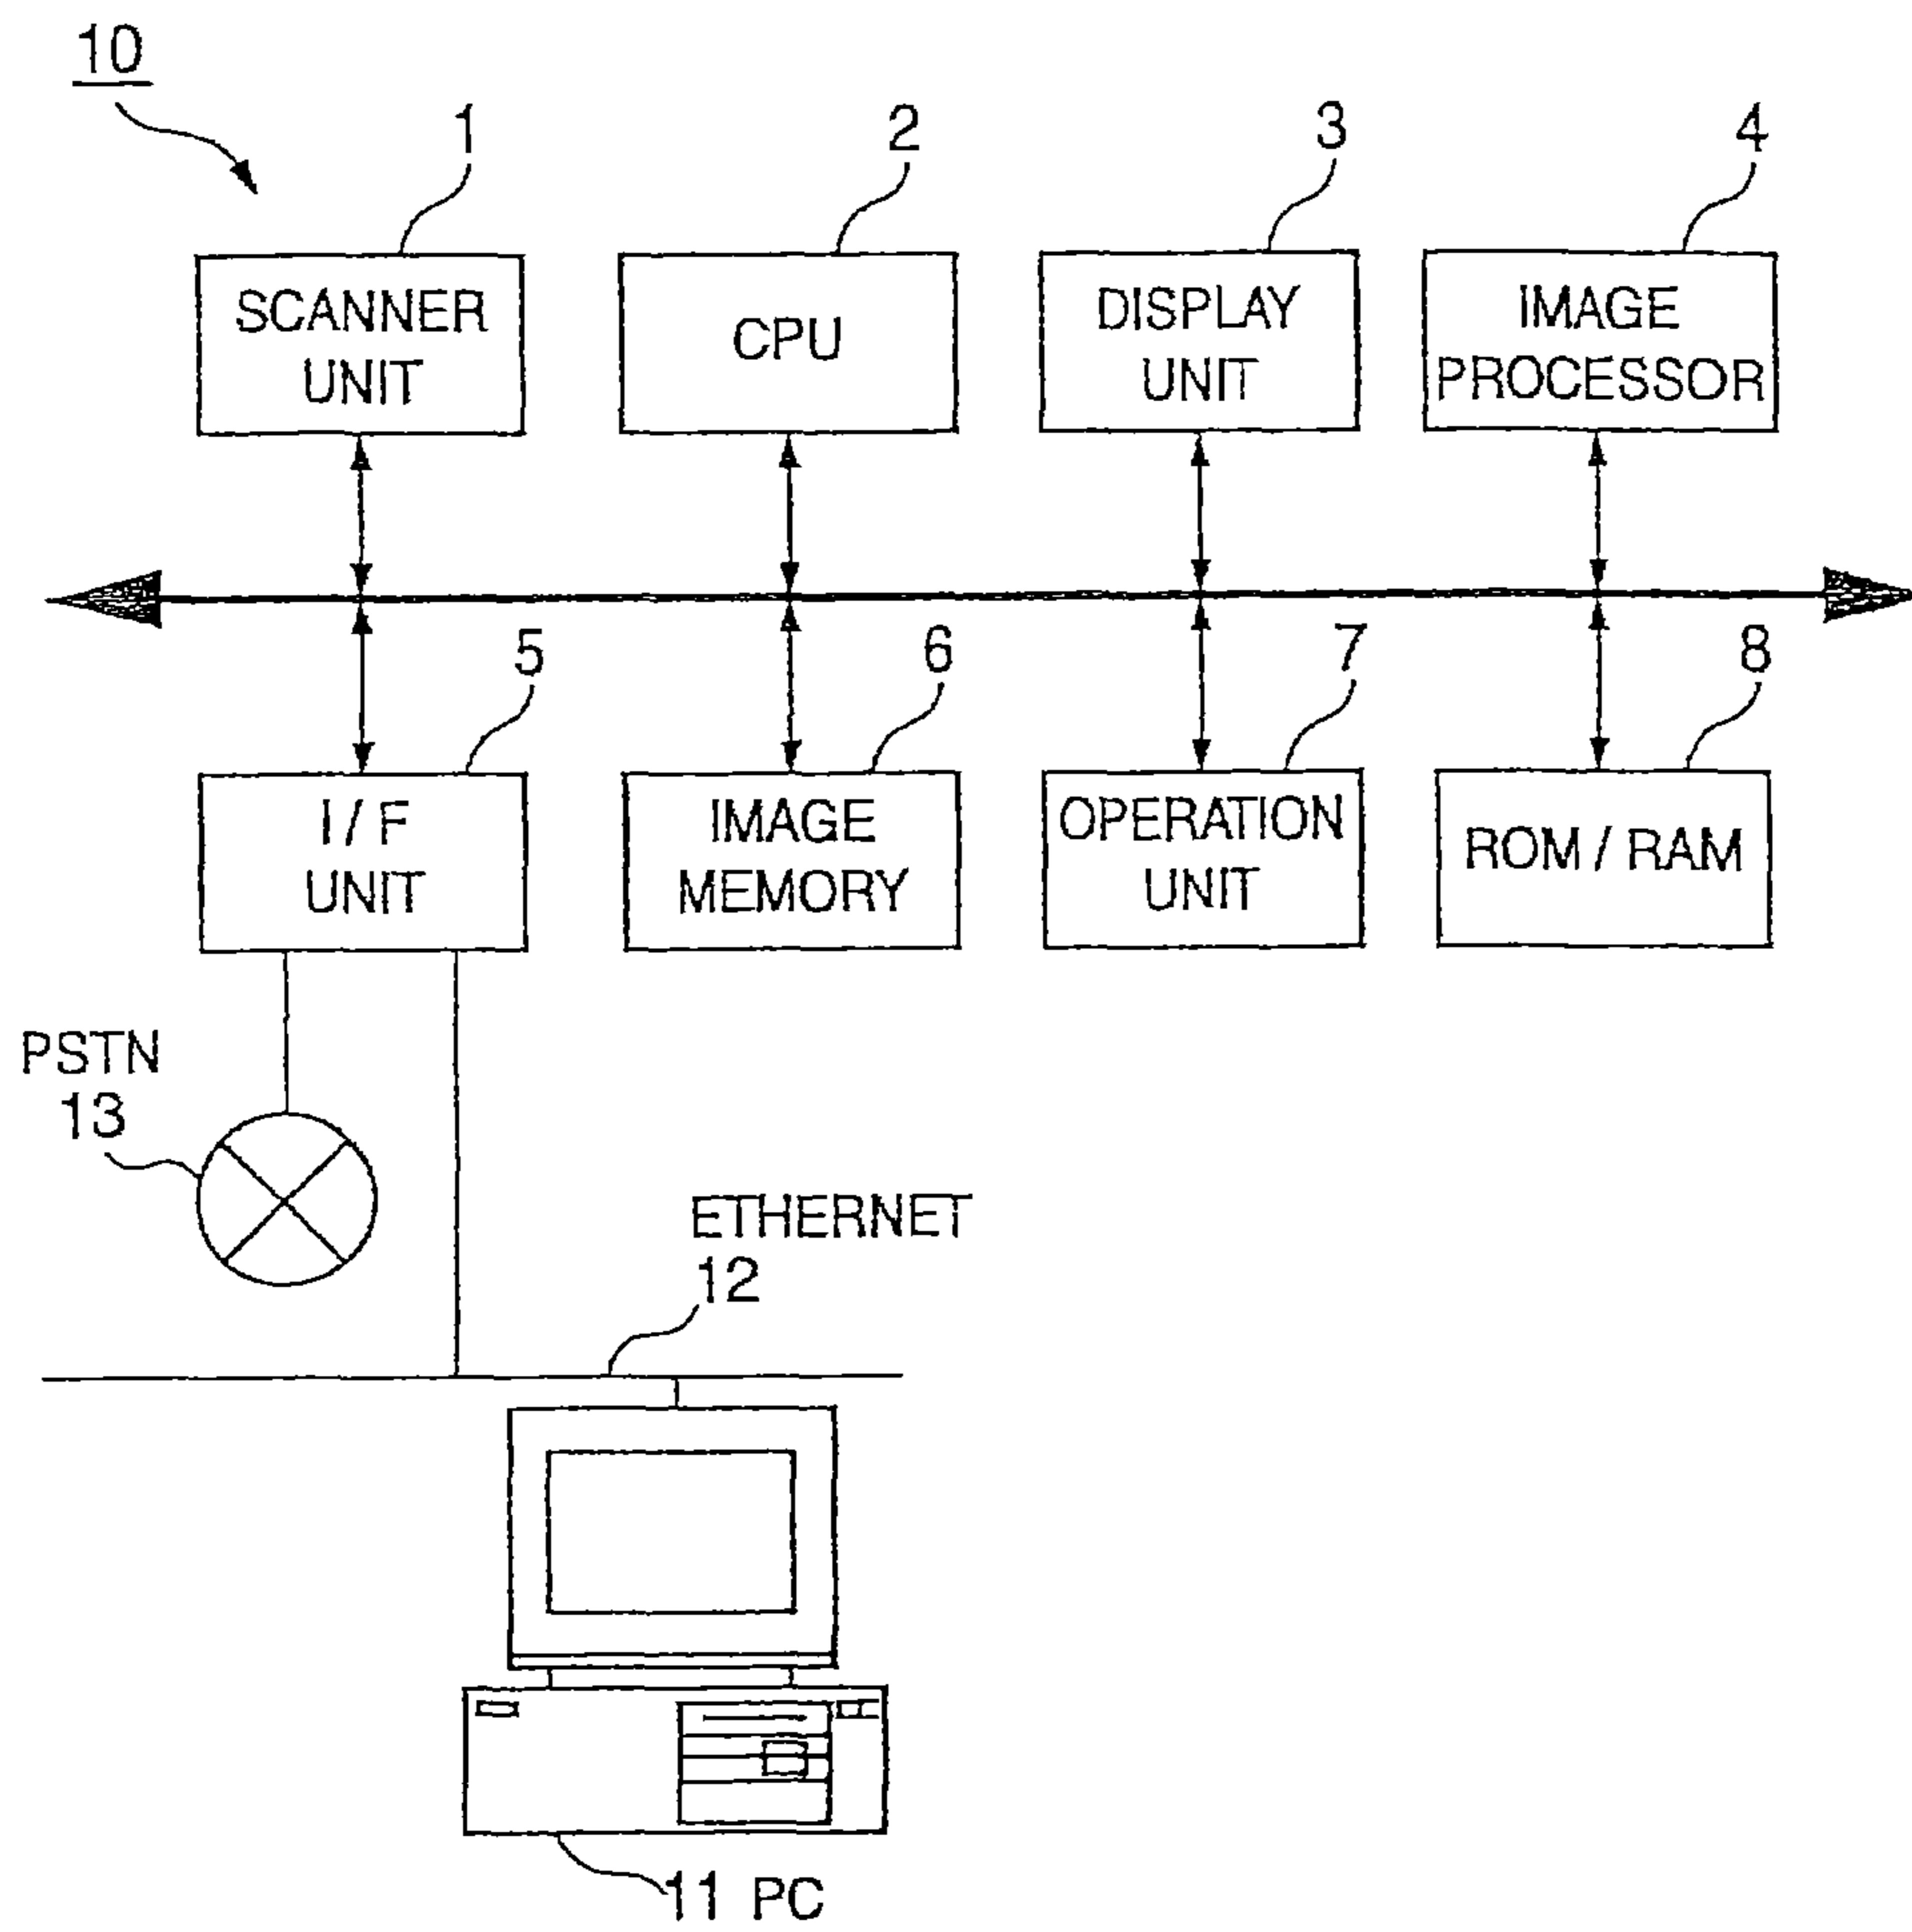 10
1
2
3
4
SCANNER
UNIT
CPU
DISPLAY
UNIT
IMAGE
PROCESSOR
5
6
7
8
I / F
UNIT
IMAGE
MEMORY
OPERATION
UNIT
ROM / RAM
PSTN
13
ETHERNET
12
11 PC